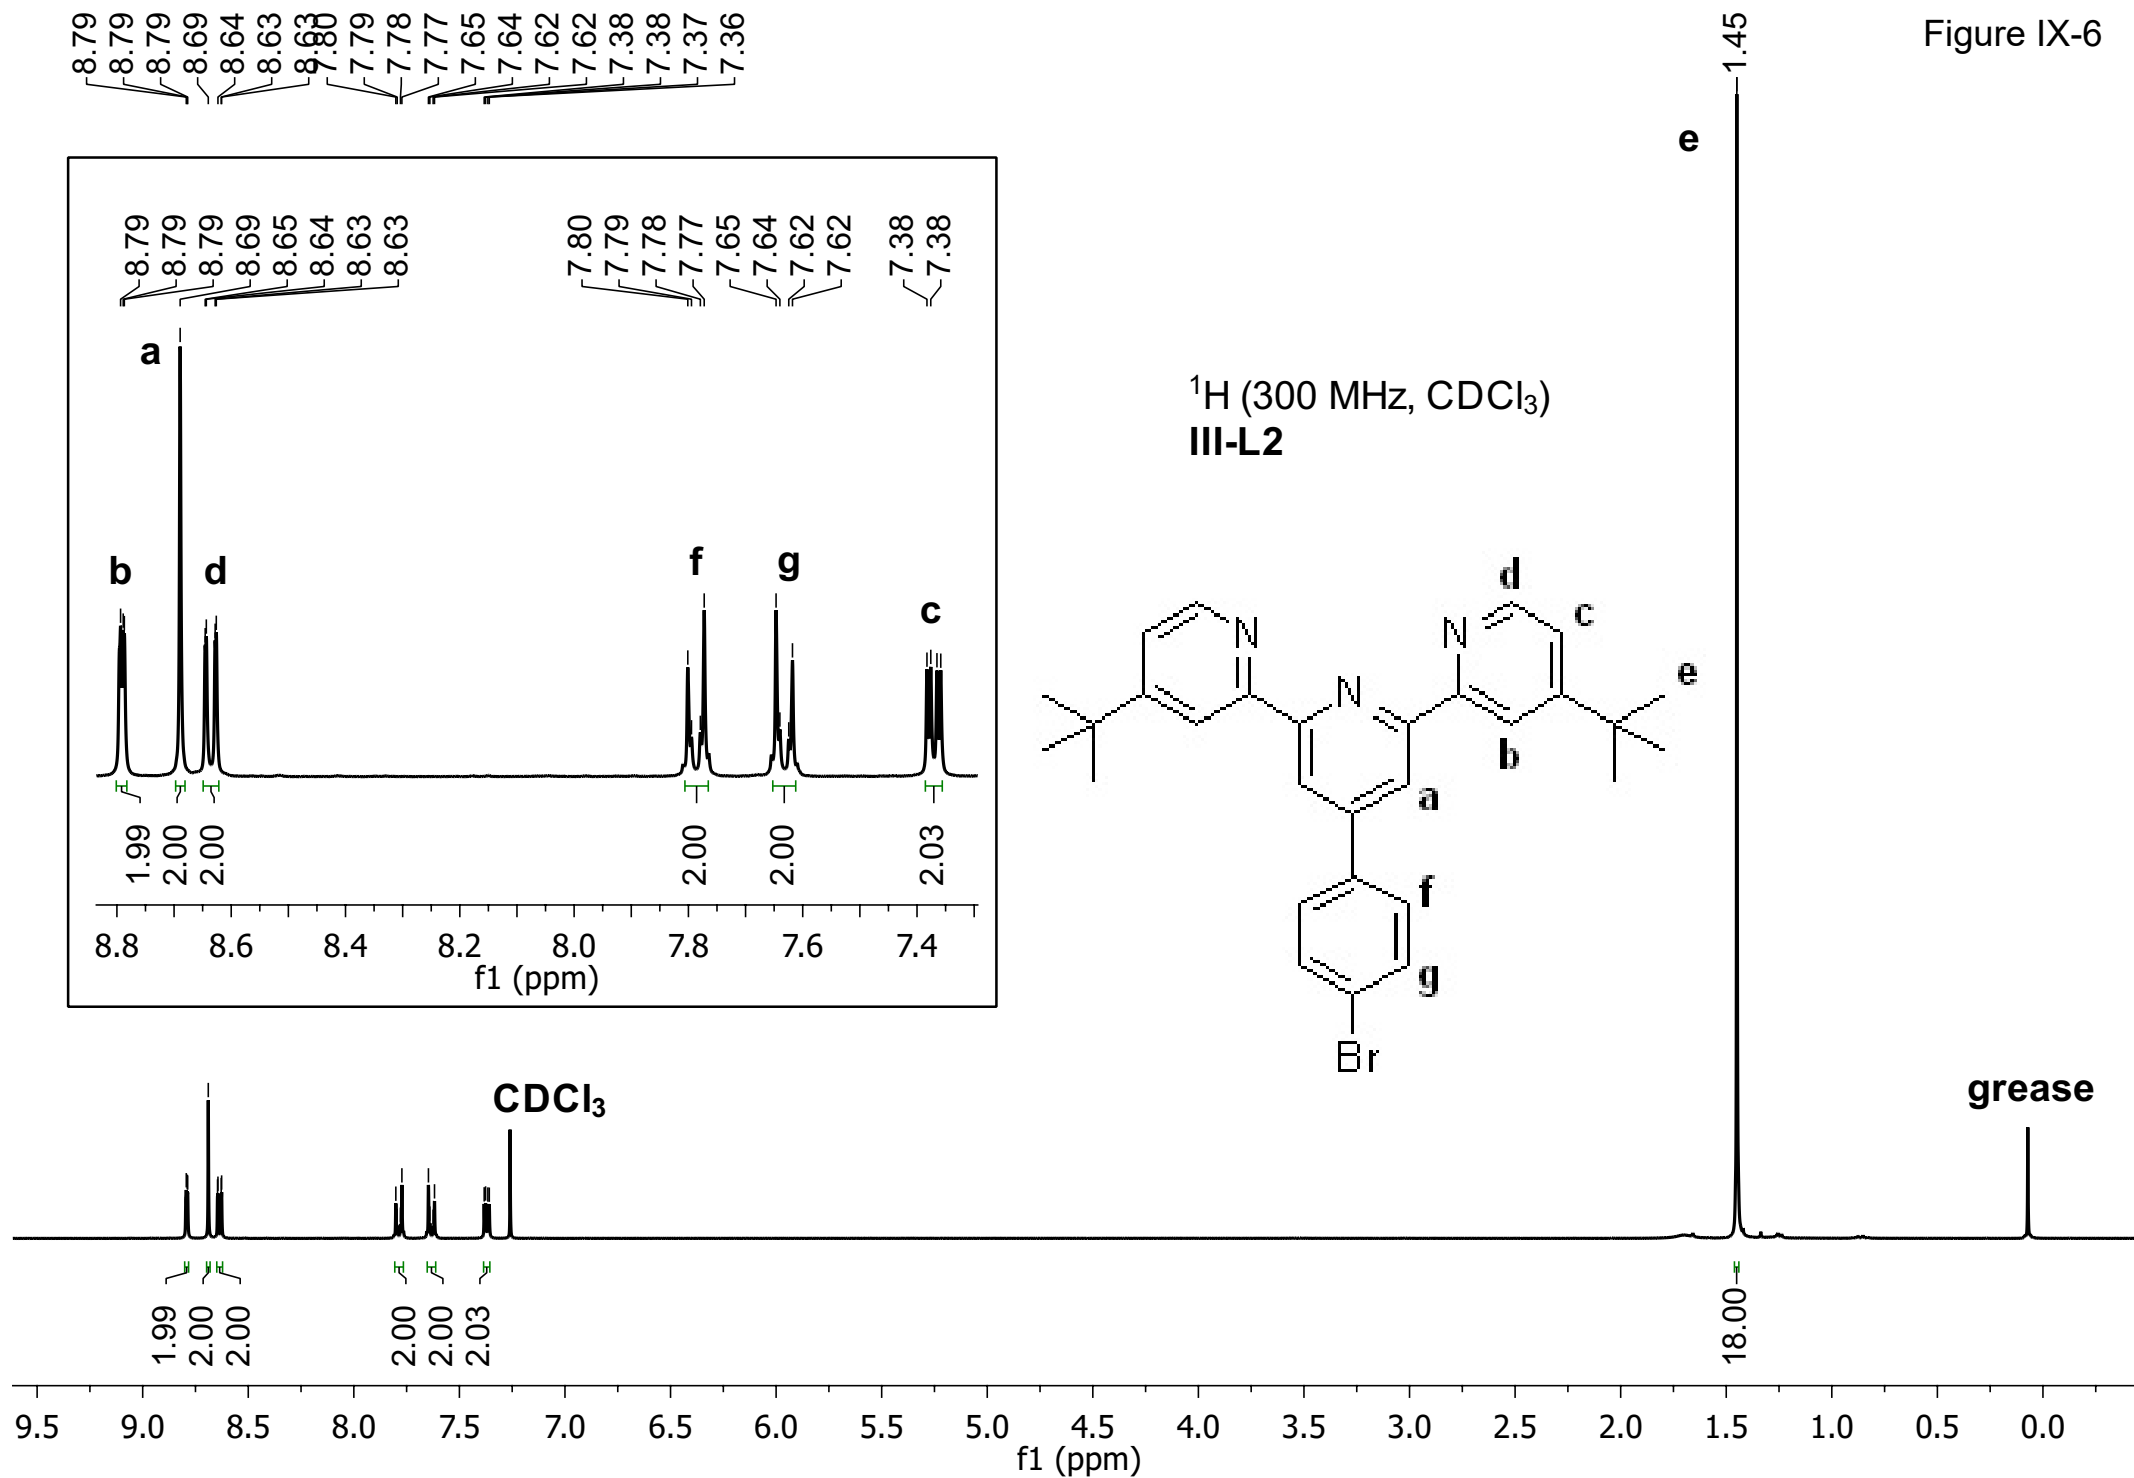 8.79 8.79 8.79 8.69 8.64 8.63 8.63 7.80 7.79 7.78 7.77 7.65 7.64 7.62 7.62 7.38 7.38 7.37 7.36
1.45
Figure IX-6
e
8.79 8.79 8.79 8.69 8.65 8.64 8.63 8.63 7.80 7.79 7.78 7.77 7.65 7.64 7.62 7.62 7.38 7.38
a
b d f g c
1.99 2.00 2.00 2.00 2.00 2.03
8.8 8.6 8.4 8.2 8.0 7.8 7.6 7.4
f1 (ppm)
¹H (300 MHz, CDCl₃)
III-L2
d
N N c
N e
b
a
f
g
Br
CDCl₃
grease
1.99 2.00 2.00 2.00 2.00 2.03 18.00
9.5 9.0 8.5 8.0 7.5 7.0 6.5 6.0 5.5 5.0 4.5 4.0 3.5 3.0 2.5 2.0 1.5 1.0 0.5 0.0
f1 (ppm)